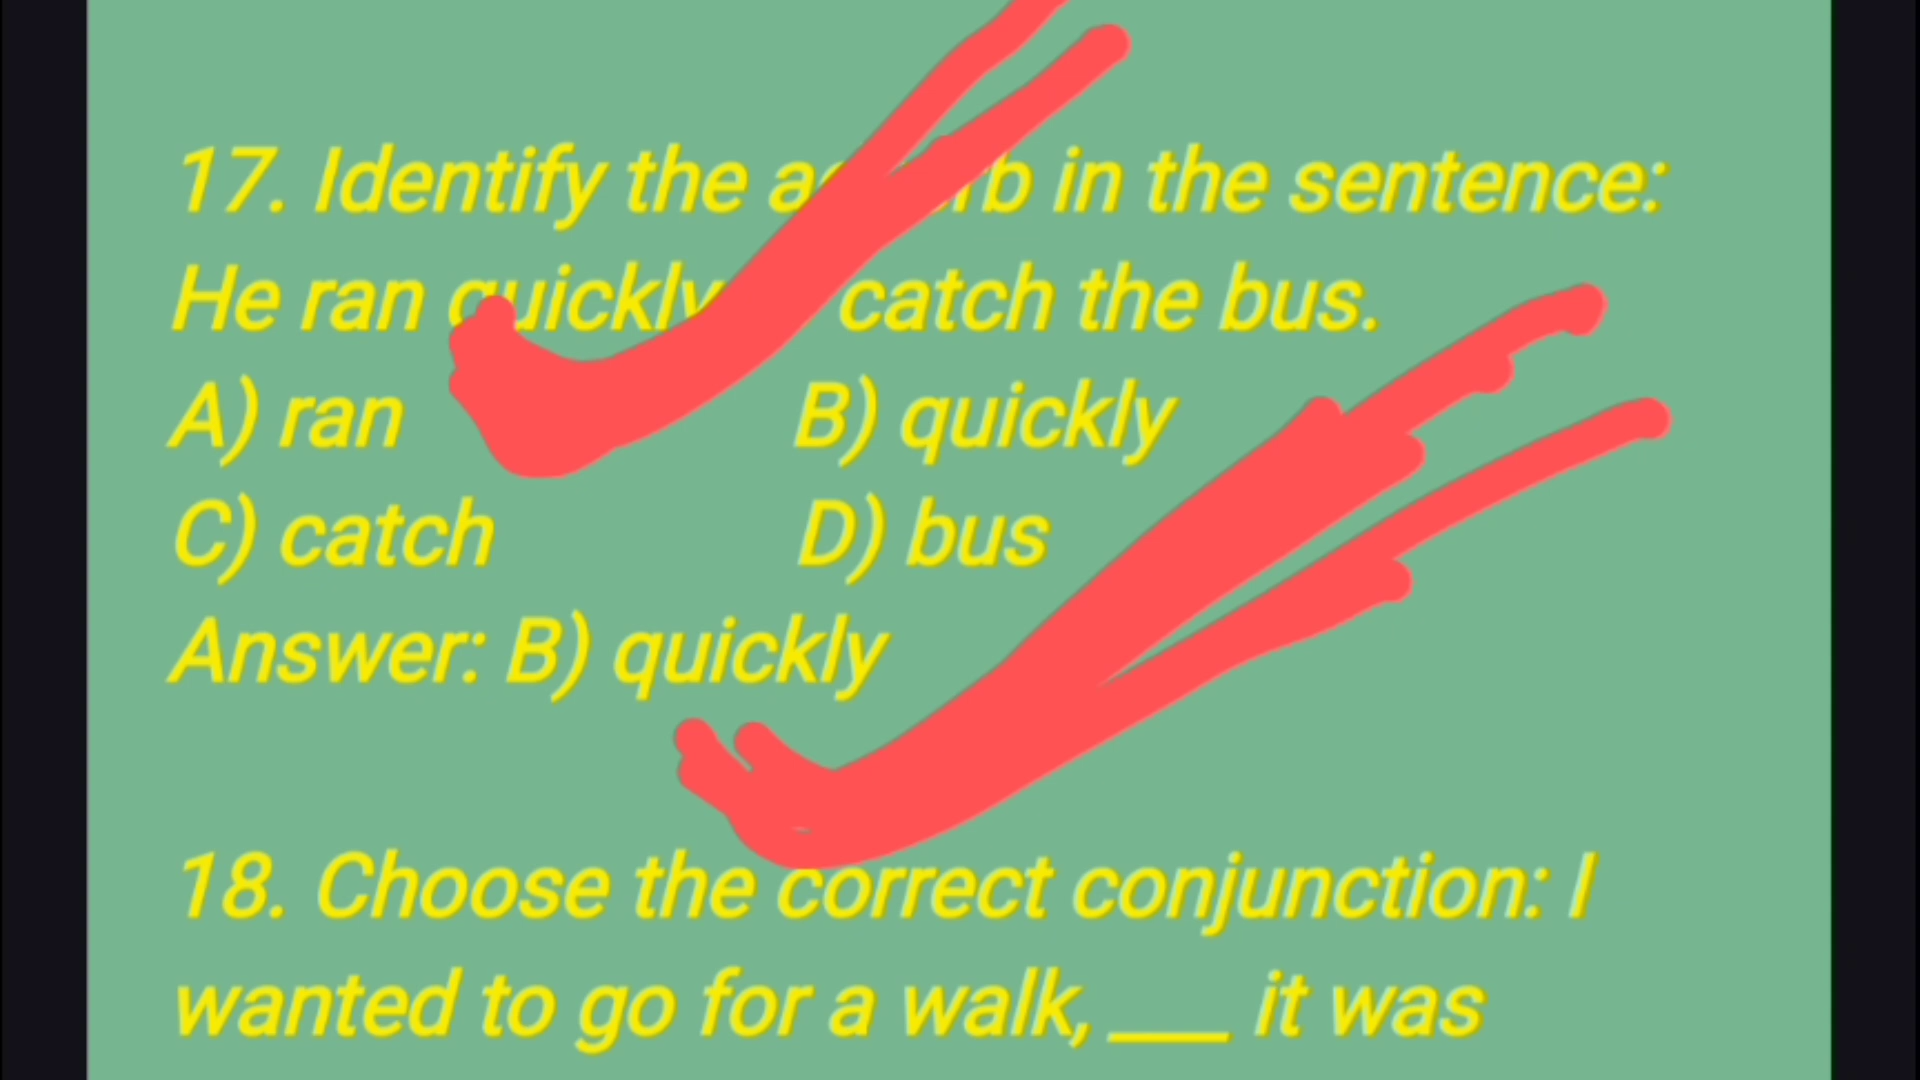 17. Identify the in the sentence:
He ran quickly catch the bus.
A) ran B) quickly
C) catch D) bus
Answer: B) quickly
18. Choose the correct conjunction: I
wanted to go for a walk, ___ it was